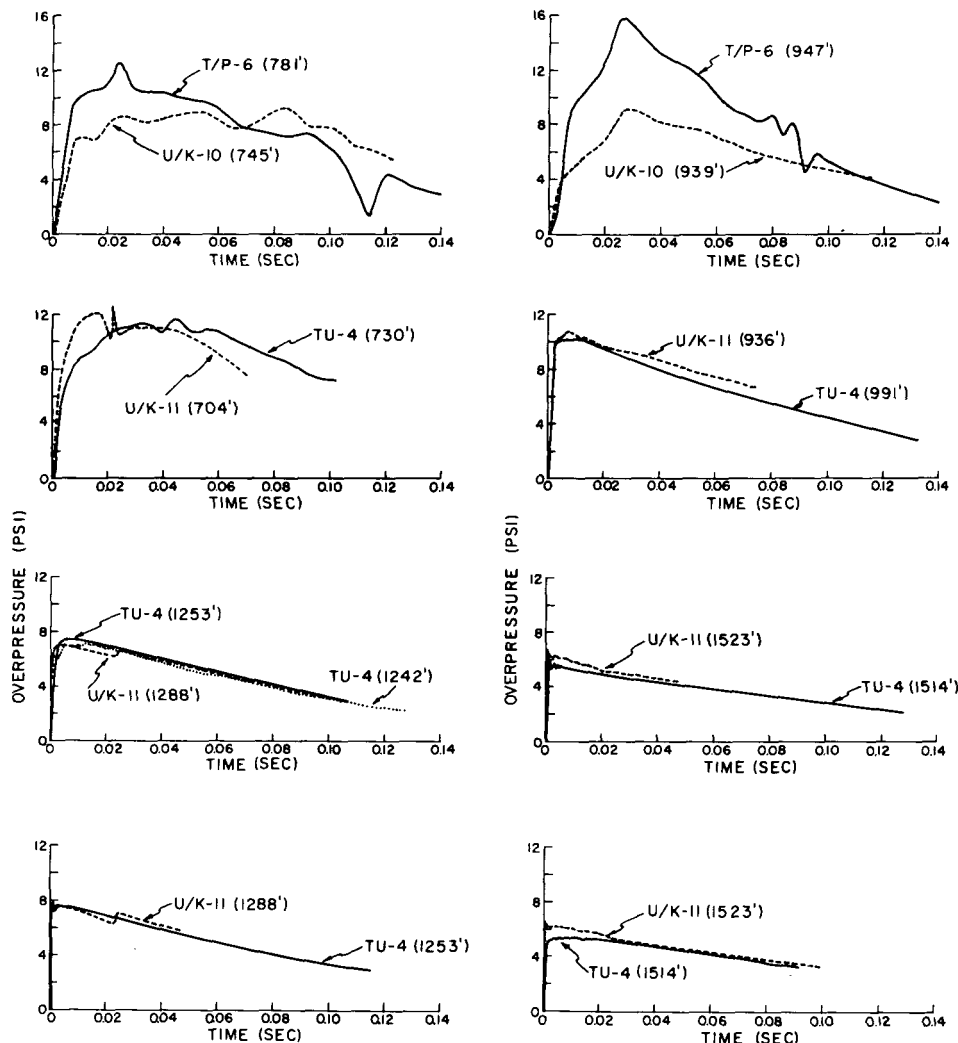 16
12
8
4
0
T/P-6 (781')
U/K-10 (745')
0 0.02 0.04 0.06 0.08 0.10 0.12 0.14
TIME (SEC)
16
12
8
4
0
T/P-6 (947')
U/K-10 (939')
0 0.02 0.04 0.06 0.08 0.10 0.12 0.14
TIME (SEC)
12
8
4
0
TU-4 (730')
U/K-11 (704')
0 0.02 0.04 0.06 0.08 0.10 0.12 0.14
TIME (SEC)
12
8
4
0
U/K-11 (936')
TU-4 (991')
0 0.02 0.04 0.06 0.08 0.10 0.12 0.14
TIME (SEC)
OVERPRESSURE (PSI)
12
8
4
0
TU-4 (1253')
U/K-11 (1288')
TU-4 (1242')
0 0.02 0.04 0.06 0.08 0.10 0.12 0.14
TIME (SEC)
OVERPRESSURE (PSI)
12
8
4
0
U/K-11 (1523')
TU-4 (1514')
0 0.02 0.04 0.06 0.08 0.10 0.12 0.14
TIME (SEC)
12
8
4
0
U/K-11 (1288')
TU-4 (1253')
0 0.02 0.04 0.06 0.08 0.10 0.12 0.14
TIME (SEC)
12
8
4
0
U/K-11 (1523')
TU-4 (1514')
0 0.02 0.04 0.06 0.08 0.10 0.12 0.14
TIME (SEC)